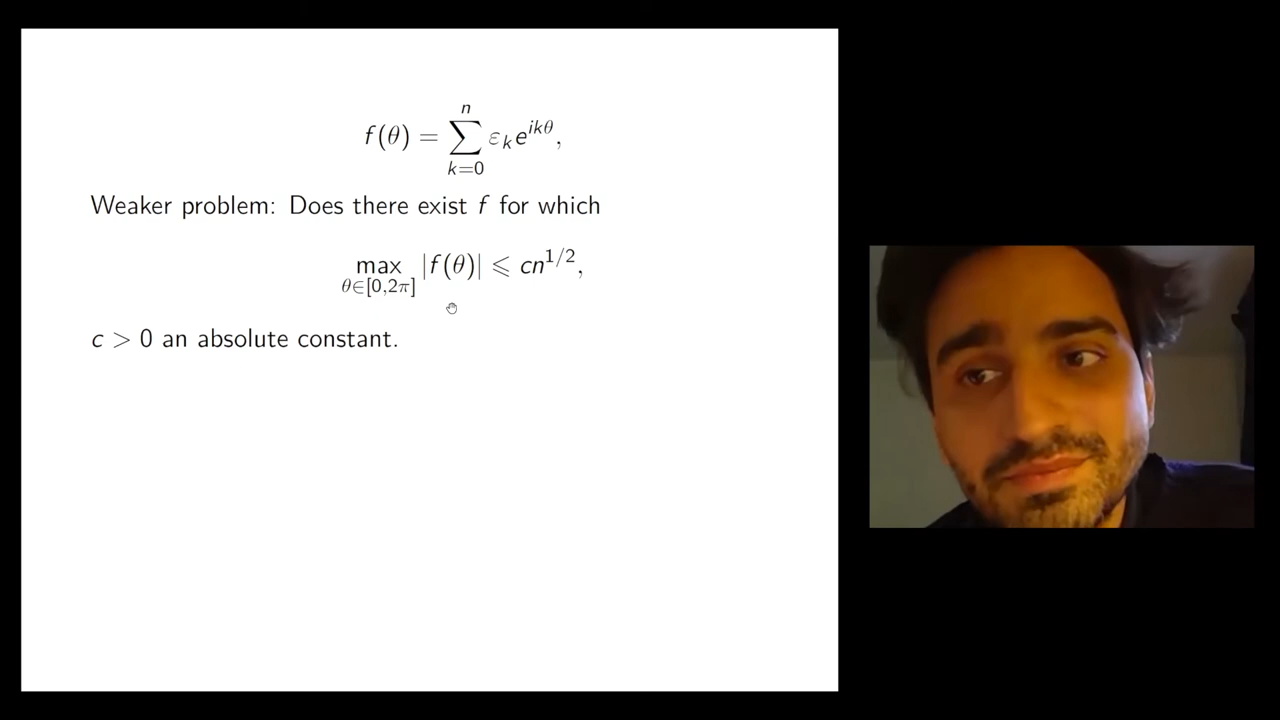 f(θ) = ∑_{k=0}^{n} ε_k e^{ikθ},
Weaker problem: Does there exist f for which
max_{θ∈[0,2π]} |f(θ)| ⩽ cn^{1/2},
c > 0 an absolute constant.